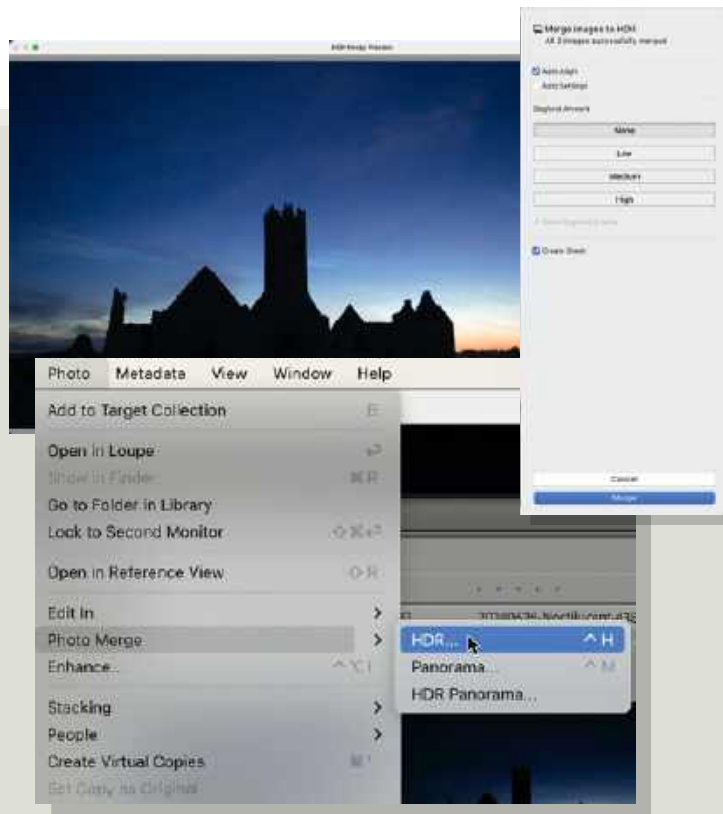 HDR Merge Preview
Merge Images to HDR
All 3 images successfully merged
Auto Align
Auto Settings
Deghost Amount
None
Low
Medium
High
Create Stack
Cancel
Merge
Photo Metadata View Window Help
Add to Target Collection
Open in Loupe
Show in Finder ⌘R
Go to Folder in Library
Lock to Second Monitor ⇧⌘⏎
Open in Reference View ⇧R
Edit In
Photo Merge
HDR... ^H
Panorama... ^M
HDR Panorama...
Enhance...
Stacking
People
Create Virtual Copies ⌘'
Set Copy as Original